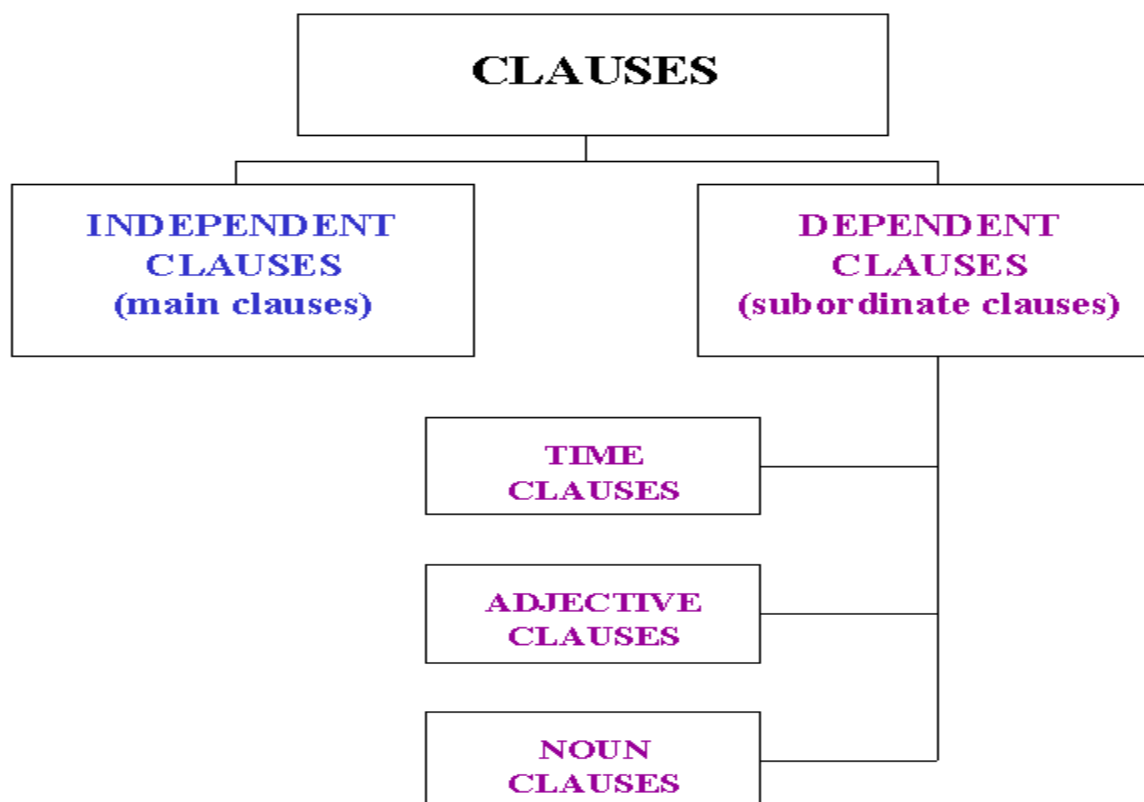 CLAUSES
INDEPENDENT
CLAUSES
(main clauses)
DEPENDENT
CLAUSES
(subordinate clauses)
TIME
CLAUSES
ADJECTIVE
CLAUSES
NOUN
CLAUSES